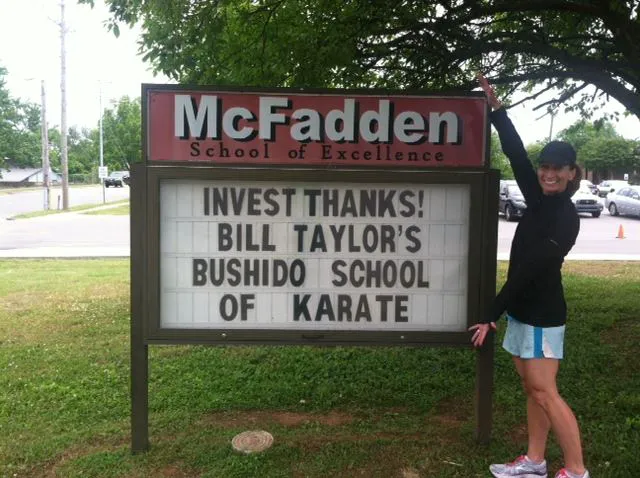 McFadden
School of Excellence
INVEST THANKS!
BILL TAYLOR'S
BUSHIDO SCHOOL
OF KARATE